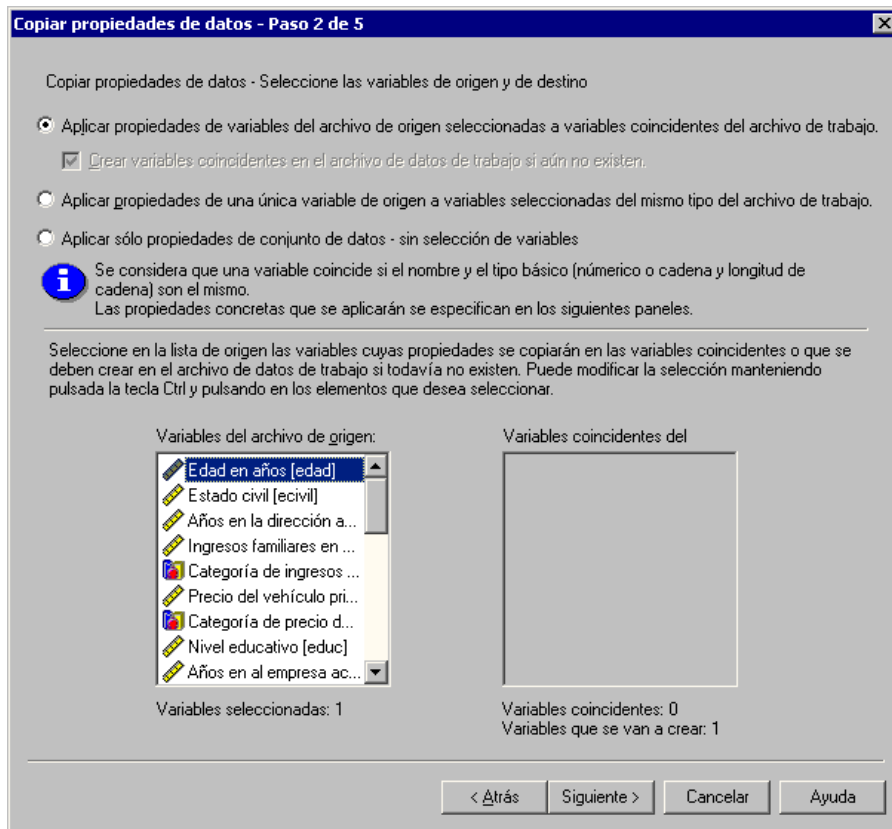 Copiar propiedades de datos - Paso 2 de 5
Copiar propiedades de datos - Seleccione las variables de origen y de destino
Aplicar propiedades de variables del archivo de origen seleccionadas a variables coincidentes del archivo de trabajo.
Crear variables coincidentes en el archivo de datos de trabajo si aún no existen.
Aplicar propiedades de una única variable de origen a variables seleccionadas del mismo tipo del archivo de trabajo.
Aplicar sólo propiedades de conjunto de datos - sin selección de variables
Se considera que una variable coincide si el nombre y el tipo básico (númerico o cadena y longitud de
cadena) son el mismo.
Las propiedades concretas que se aplicarán se especifican en los siguientes paneles.
Seleccione en la lista de origen las variables cuyas propiedades se copiarán en las variables coincidentes o que se
deben crear en el archivo de datos de trabajo si todavía no existen. Puede modificar la selección manteniendo
pulsada la tecla Ctrl y pulsando en los elementos que desea seleccionar.
Variables del archivo de origen:
Edad en años [edad]
Estado civil [ecivil]
Años en la dirección a...
Ingresos familiares en ...
Categoría de ingresos ...
Precio del vehículo pri...
Categoría de precio d...
Nivel educativo [educ]
Años en al empresa ac...
Variables seleccionadas: 1
Variables coincidentes del
Variables coincidentes: 0
Variables que se van a crear: 1
< Atrás
Siguiente >
Cancelar
Ayuda